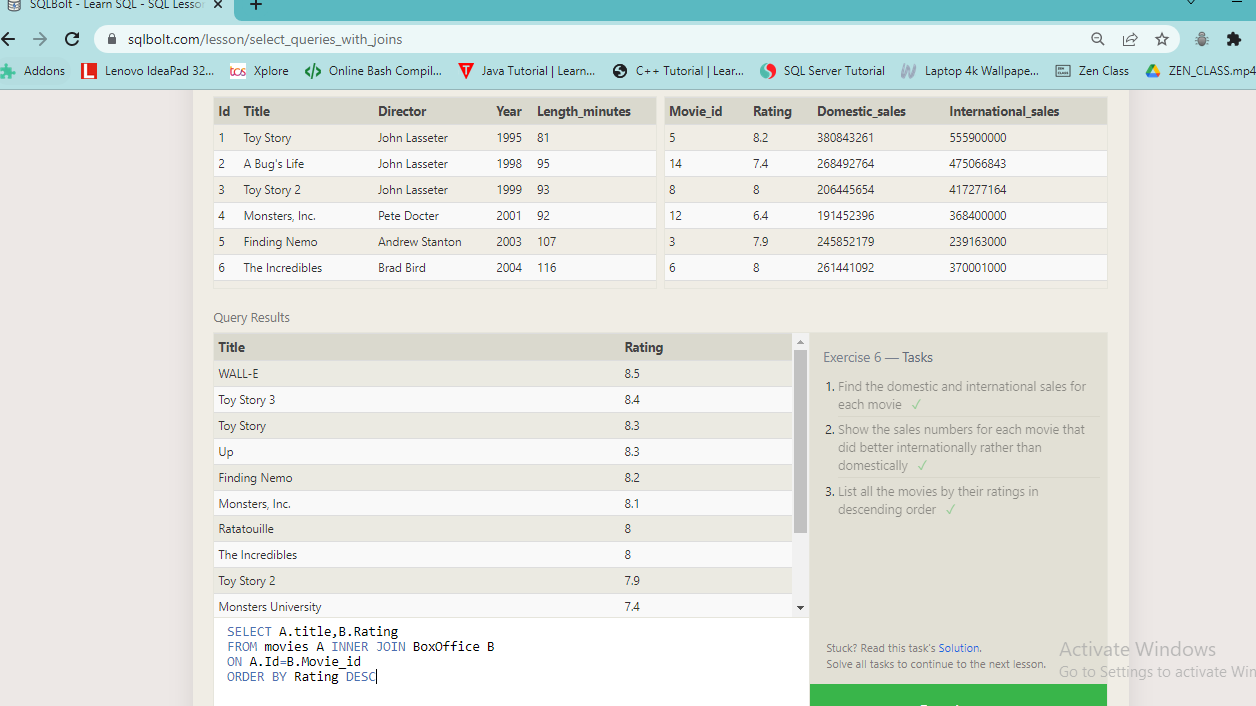 SQLBolt - Learn SQL - SQL Lesson
sqlbolt.com/lesson/select_queries_with_joins
Addons
Lenovo IdeaPad 32...
tcs Xplore
Online Bash Compil...
Java Tutorial | Learn...
C++ Tutorial | Lear...
SQL Server Tutorial
Laptop 4k Wallpape...
Zen Class
ZEN_CLASS.mp4
Id Title Director Year Length_minutes
1 Toy Story John Lasseter 1995 81
2 A Bug's Life John Lasseter 1998 95
3 Toy Story 2 John Lasseter 1999 93
4 Monsters, Inc. Pete Docter 2001 92
5 Finding Nemo Andrew Stanton 2003 107
6 The Incredibles Brad Bird 2004 116
Movie_id Rating Domestic_sales International_sales
5 8.2 380843261 555900000
14 7.4 268492764 475066843
8 8 206445654 417277164
12 6.4 191452396 368400000
3 7.9 245852179 239163000
6 8 261441092 370001000
Query Results
Title Rating
WALL-E 8.5
Toy Story 3 8.4
Toy Story 8.3
Up 8.3
Finding Nemo 8.2
Monsters, Inc. 8.1
Ratatouille 8
The Incredibles 8
Toy Story 2 7.9
Monsters University 7.4
SELECT A.title,B.Rating
FROM movies A INNER JOIN BoxOffice B
ON A.Id=B.Movie_id
ORDER BY Rating DESC
Exercise 6 — Tasks
1. Find the domestic and international sales for
each movie ✓
2. Show the sales numbers for each movie that
did better internationally rather than
domestically ✓
3. List all the movies by their ratings in
descending order ✓
Stuck? Read this task's Solution.
Solve all tasks to continue to the next lesson.
Activate Windows
Go to Settings to activate Win